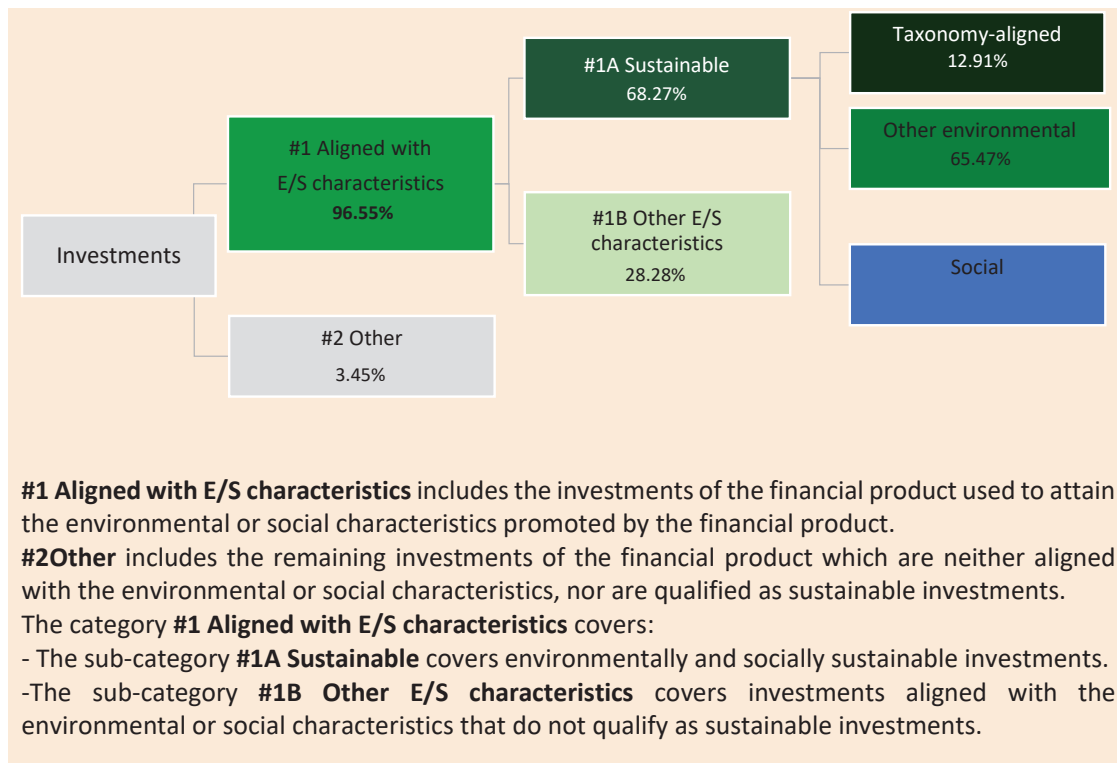 Investments
#1 Aligned with
E/S characteristics
96.55%
#2 Other
3.45%
#1A Sustainable
68.27%
#1B Other E/S
characteristics
28.28%
Taxonomy-aligned
12.91%
Other environmental
65.47%
Social
#1 Aligned with E/S characteristics includes the investments of the financial product used to attain
the environmental or social characteristics promoted by the financial product.
#2Other includes the remaining investments of the financial product which are neither aligned
with the environmental or social characteristics, nor are qualified as sustainable investments.
The category #1 Aligned with E/S characteristics covers:
- The sub-category #1A Sustainable covers environmentally and socially sustainable investments.
-The sub-category #1B Other E/S characteristics covers investments aligned with the
environmental or social characteristics that do not qualify as sustainable investments.